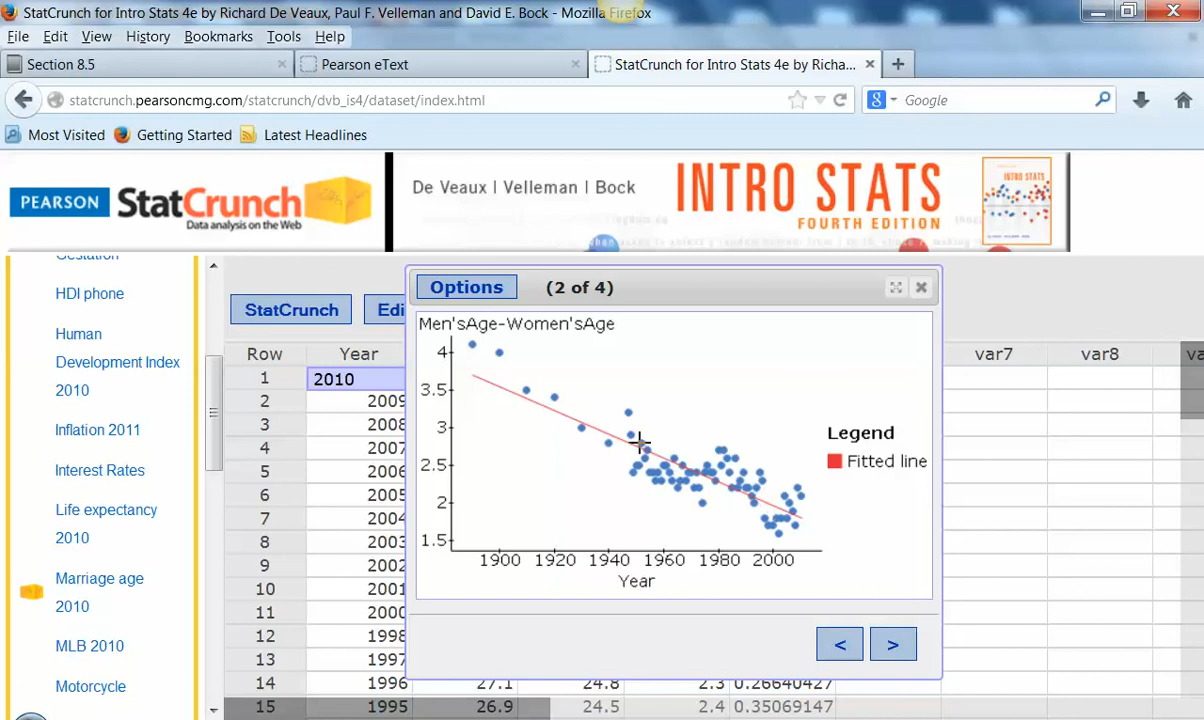 StatCrunch for Intro Stats 4e by Richard De Veaux, Paul F. Velleman and David E. Bock - Mozilla Firefox
File Edit View History Bookmarks Tools Help
Section 8.5 Pearson eText StatCrunch for Intro Stats 4e by Richa...
statcrunch.pearsoncmg.com/statcrunch/dvb_is4/dataset/index.html Google
Most Visited Getting Started Latest Headlines
PEARSON StatCrunch
Data analysis on the Web
De Veaux | Velleman | Bock
INTRO STATS
FOURTH EDITION
INTRO STATS
Gestation
HDI phone
Human
Development Index
2010
Inflation 2011
Interest Rates
Life expectancy
2010
Marriage age
2010
MLB 2010
Motorcycle
StatCrunch Edi
Row Year var7 var8 va
1 2010
2 2009
3 2008
4 2007
5 2006
6 2005
7 2004
8 2003
9 2002
10 2001
11 2000
12 1998
13 1997
14 1996 27.1 24.8 2.3 0.26640427
15 1995 26.9 24.5 2.4 0.35069147
Options (2 of 4)
Men'sAge-Women'sAge
4
3.5
3
2.5
2
1.5
1900 1920 1940 1960 1980 2000
Year
Legend
Fitted line
< >